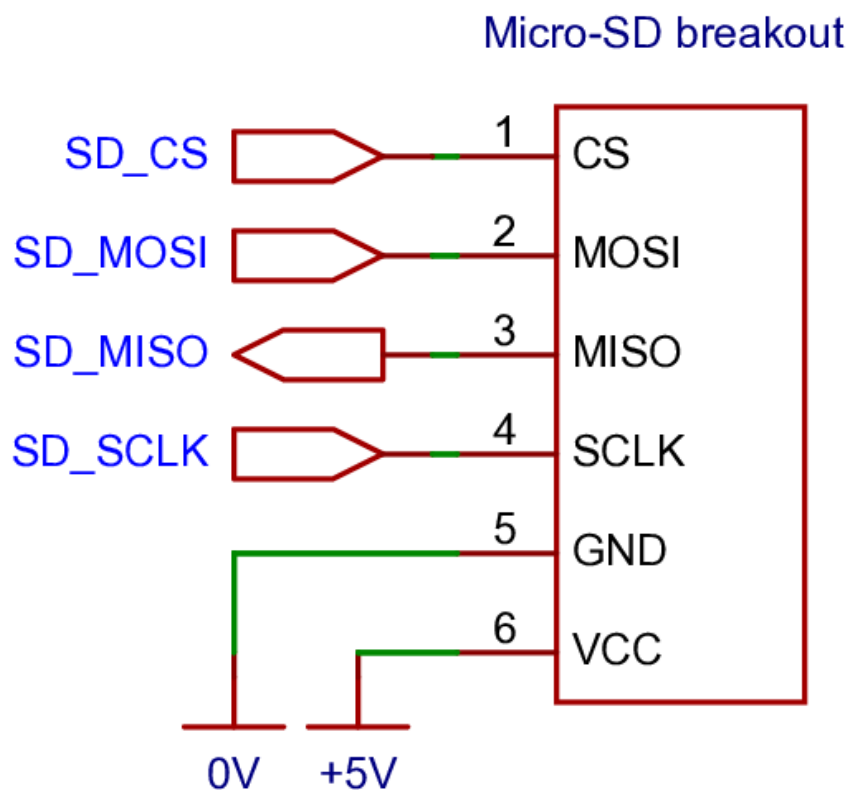 Micro-SD breakout
SD_CS 1 CS
SD_MOSI 2 MOSI
SD_MISO 3 MISO
SD_SCLK 4 SCLK
5 GND
6 VCC
0V +5V